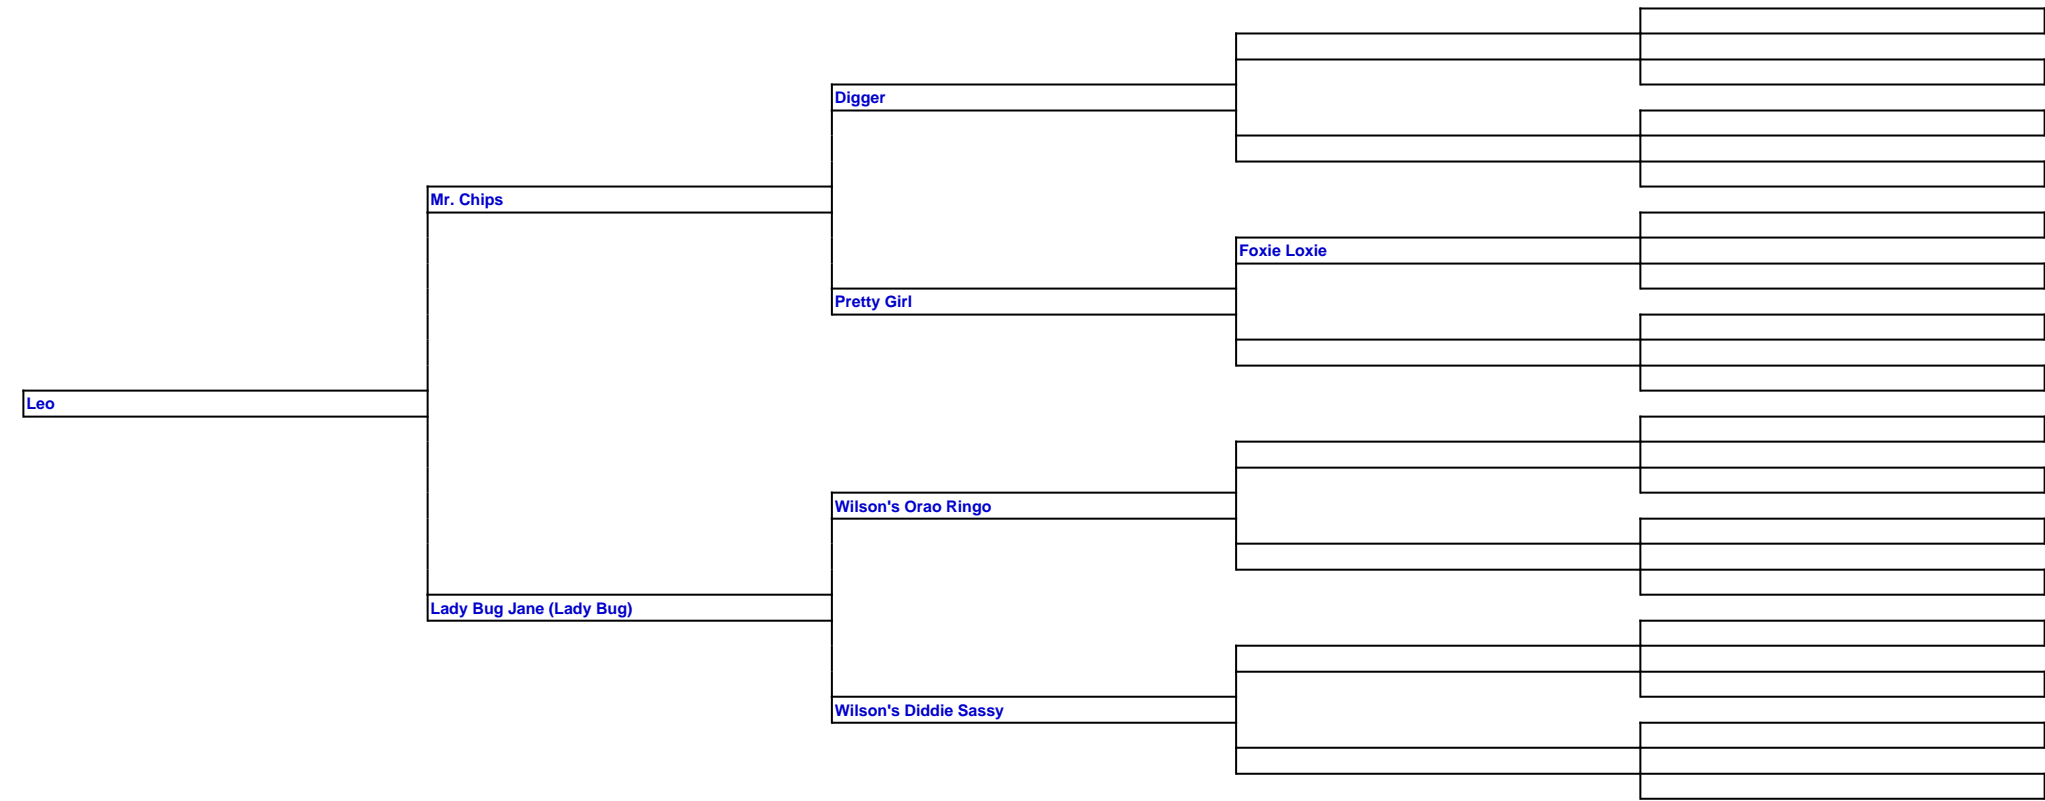 Digger
Mr. Chips
Foxie Loxie
Pretty Girl
Leo
Wilson's Orao Ringo
Lady Bug Jane (Lady Bug)
Wilson's Diddie Sassy